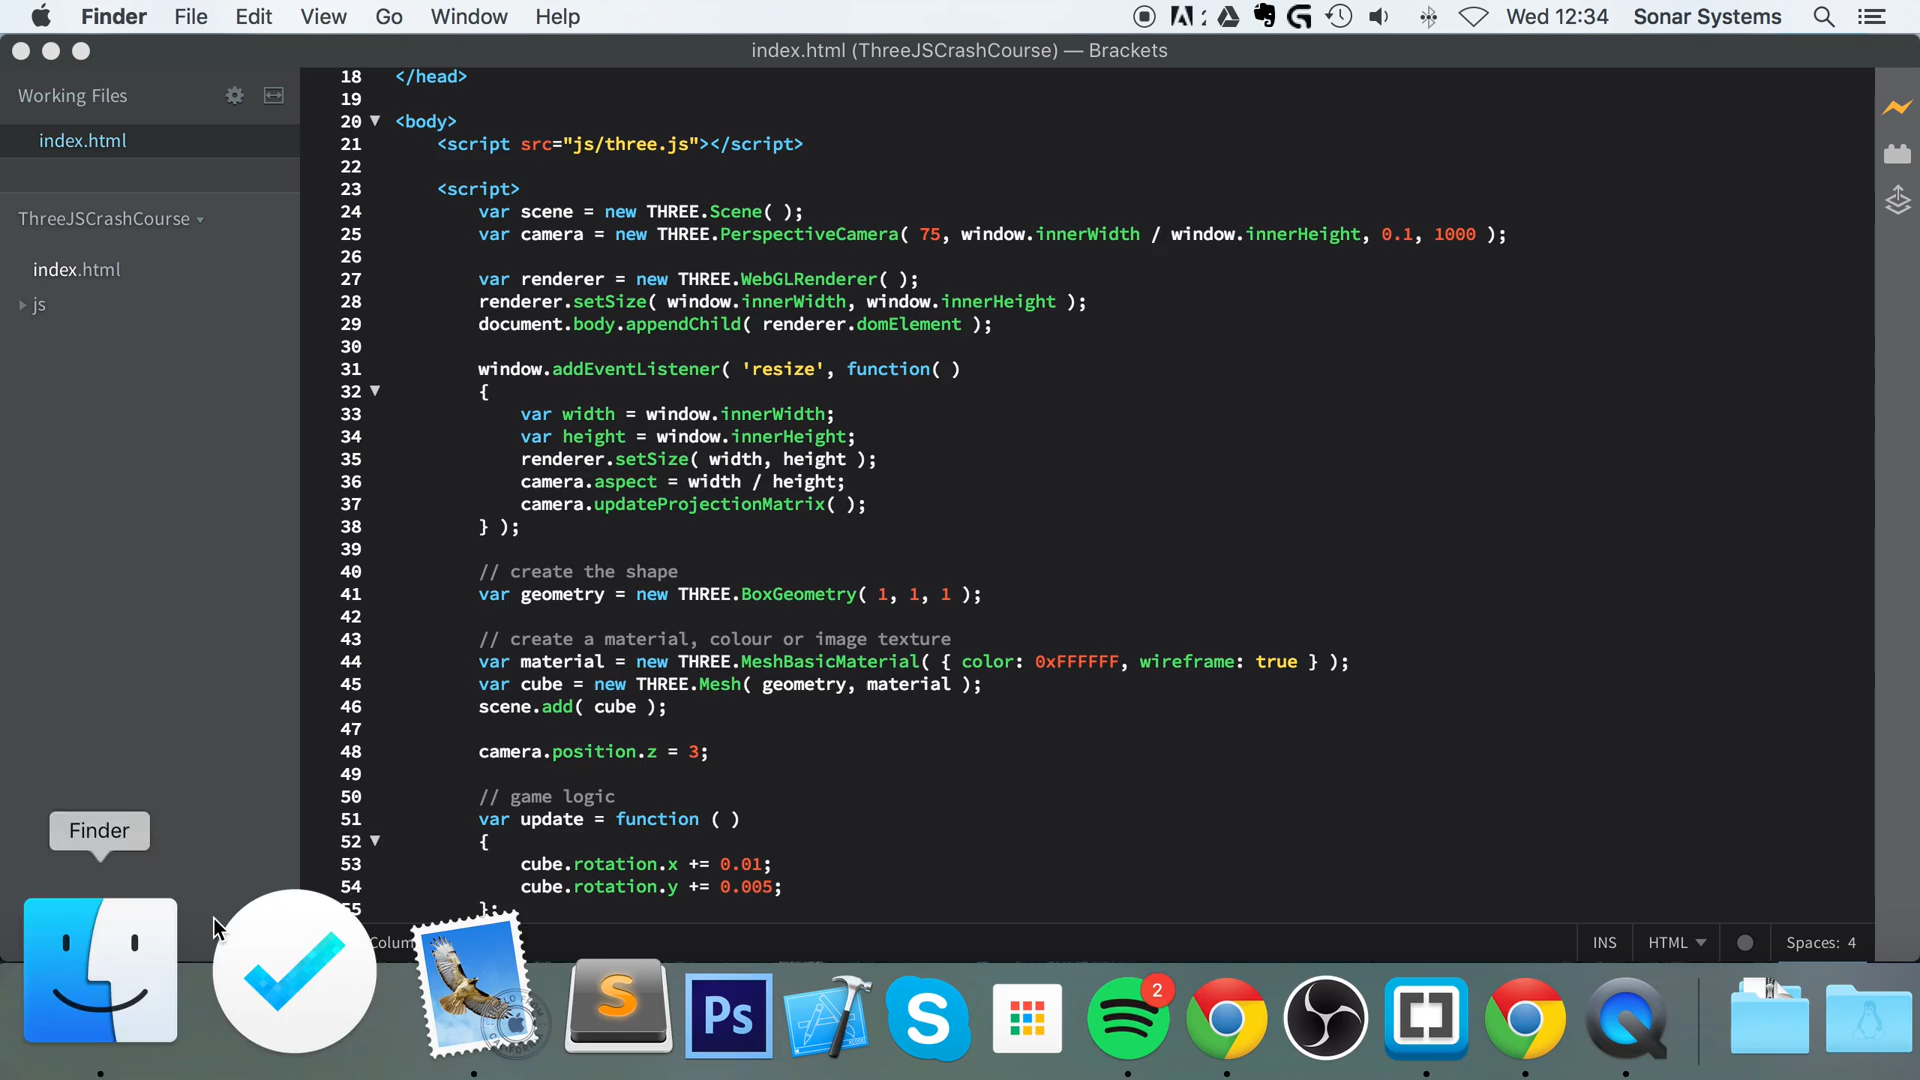 Finder File Edit View Go Window Help Wed 12:34 Sonar Systems
index.html (ThreeJSCrashCourse) — Brackets
Working Files
index.html
ThreeJSCrashCourse
index.html
js
18 </head>
19
20 <body>
21 <script src="js/three.js"></script>
22
23 <script>
24 var scene = new THREE.Scene( );
25 var camera = new THREE.PerspectiveCamera( 75, window.innerWidth / window.innerHeight, 0.1, 1000 );
26
27 var renderer = new THREE.WebGLRenderer( );
28 renderer.setSize( window.innerWidth, window.innerHeight );
29 document.body.appendChild( renderer.domElement );
30
31 window.addEventListener( 'resize', function( )
32 {
33 var width = window.innerWidth;
34 var height = window.innerHeight;
35 renderer.setSize( width, height );
36 camera.aspect = width / height;
37 camera.updateProjectionMatrix( );
38 } );
39
40 // create the shape
41 var geometry = new THREE.BoxGeometry( 1, 1, 1 );
42
43 // create a material, colour or image texture
44 var material = new THREE.MeshBasicMaterial( { color: 0xFFFFFF, wireframe: true } );
45 var cube = new THREE.Mesh( geometry, material );
46 scene.add( cube );
47
48 camera.position.z = 3;
49
50 // game logic
51 var update = function ( )
52 {
53 cube.rotation.x += 0.01;
54 cube.rotation.y += 0.005;
55 };
Finder
Colum
INS HTML Spaces: 4
S
Ps
S
2